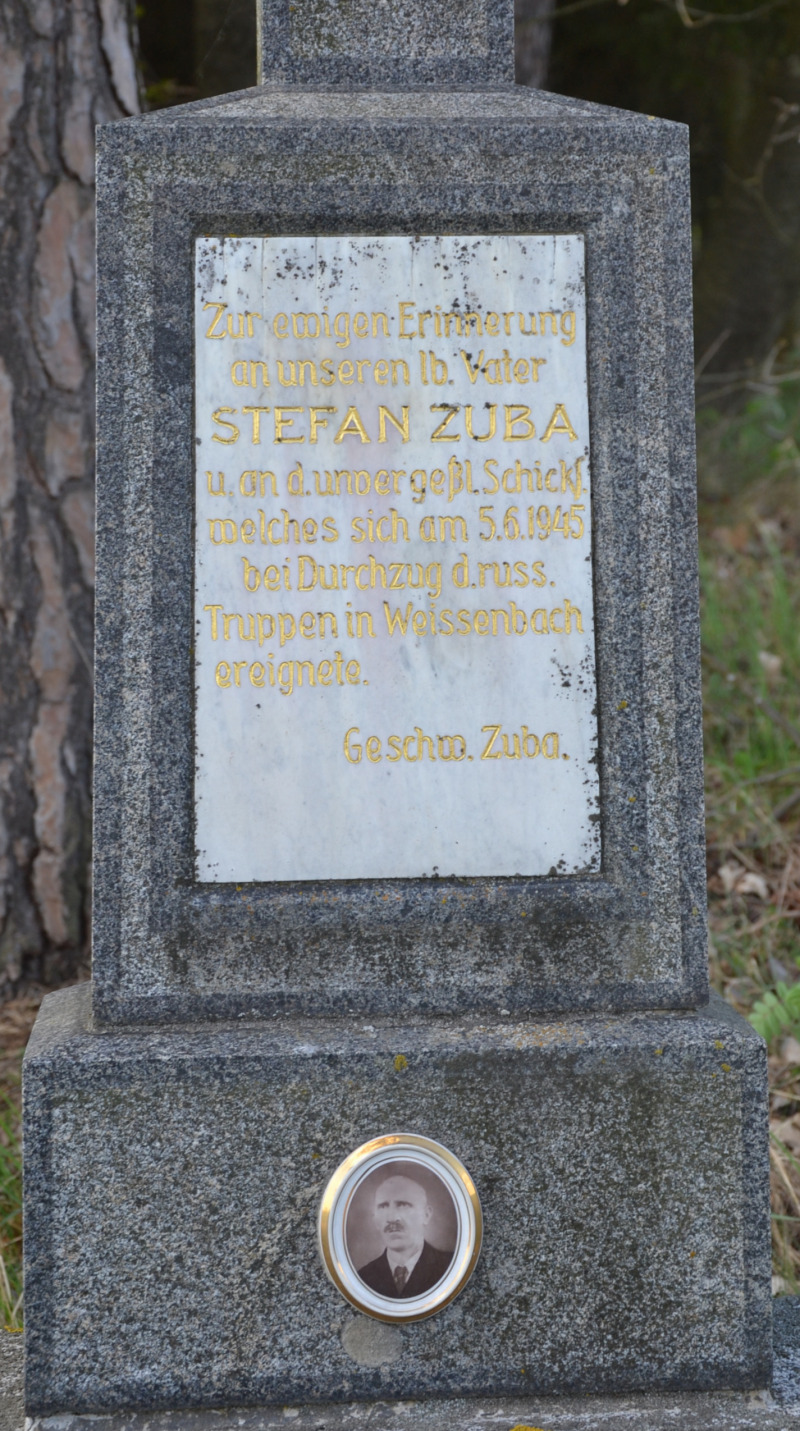 Zur ewigen Erinnerung
an unseren lb. Vater
STEFAN ZUBA
u. an d. unvergeßl. Schicks.
welches sich am 5.6.1945
bei Durchzug d. russ.
Truppen in Weissenbach
ereignete.
Geschw. Zuba.